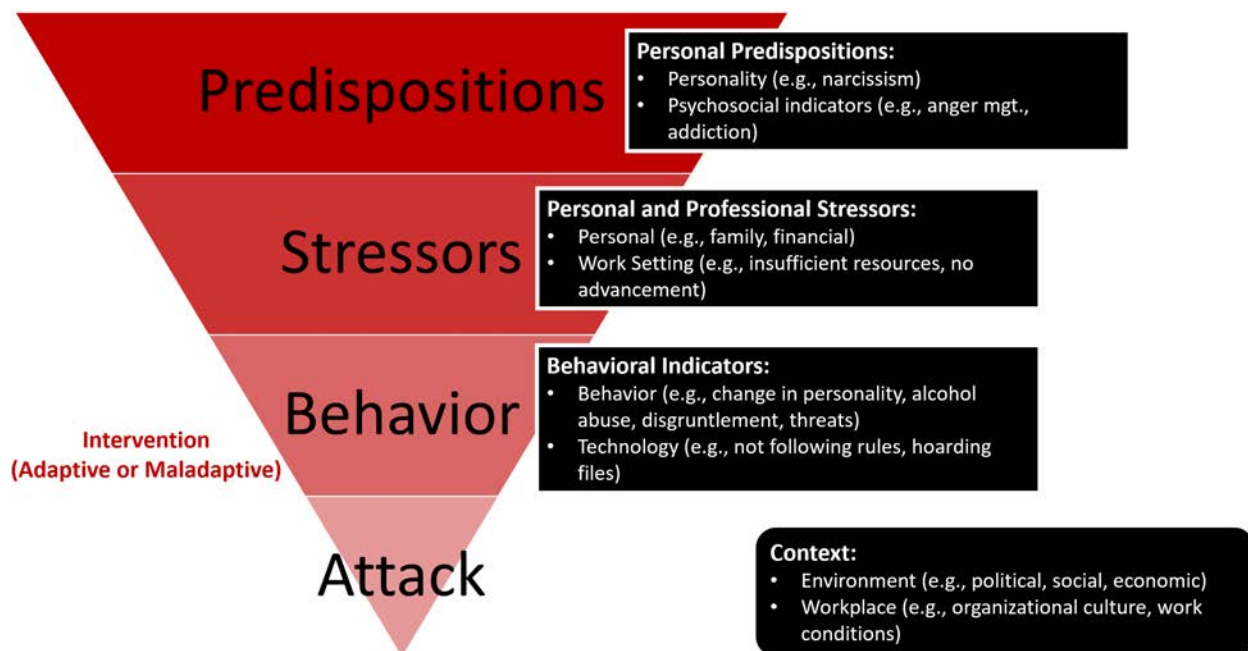 Predispositions
Personal Predispositions:
• Personality (e.g., narcissism)
• Psychosocial indicators (e.g., anger mgt.,
addiction)
Stressors
Personal and Professional Stressors:
• Personal (e.g., family, financial)
• Work Setting (e.g., insufficient resources, no
advancement)
Behavior
Behavioral Indicators:
• Behavior (e.g., change in personality, alcohol
abuse, disgruntlement, threats)
• Technology (e.g., not following rules, hoarding
files)
Intervention
(Adaptive or Maladaptive)
Attack
Context:
• Environment (e.g., political, social, economic)
• Workplace (e.g., organizational culture, work
conditions)